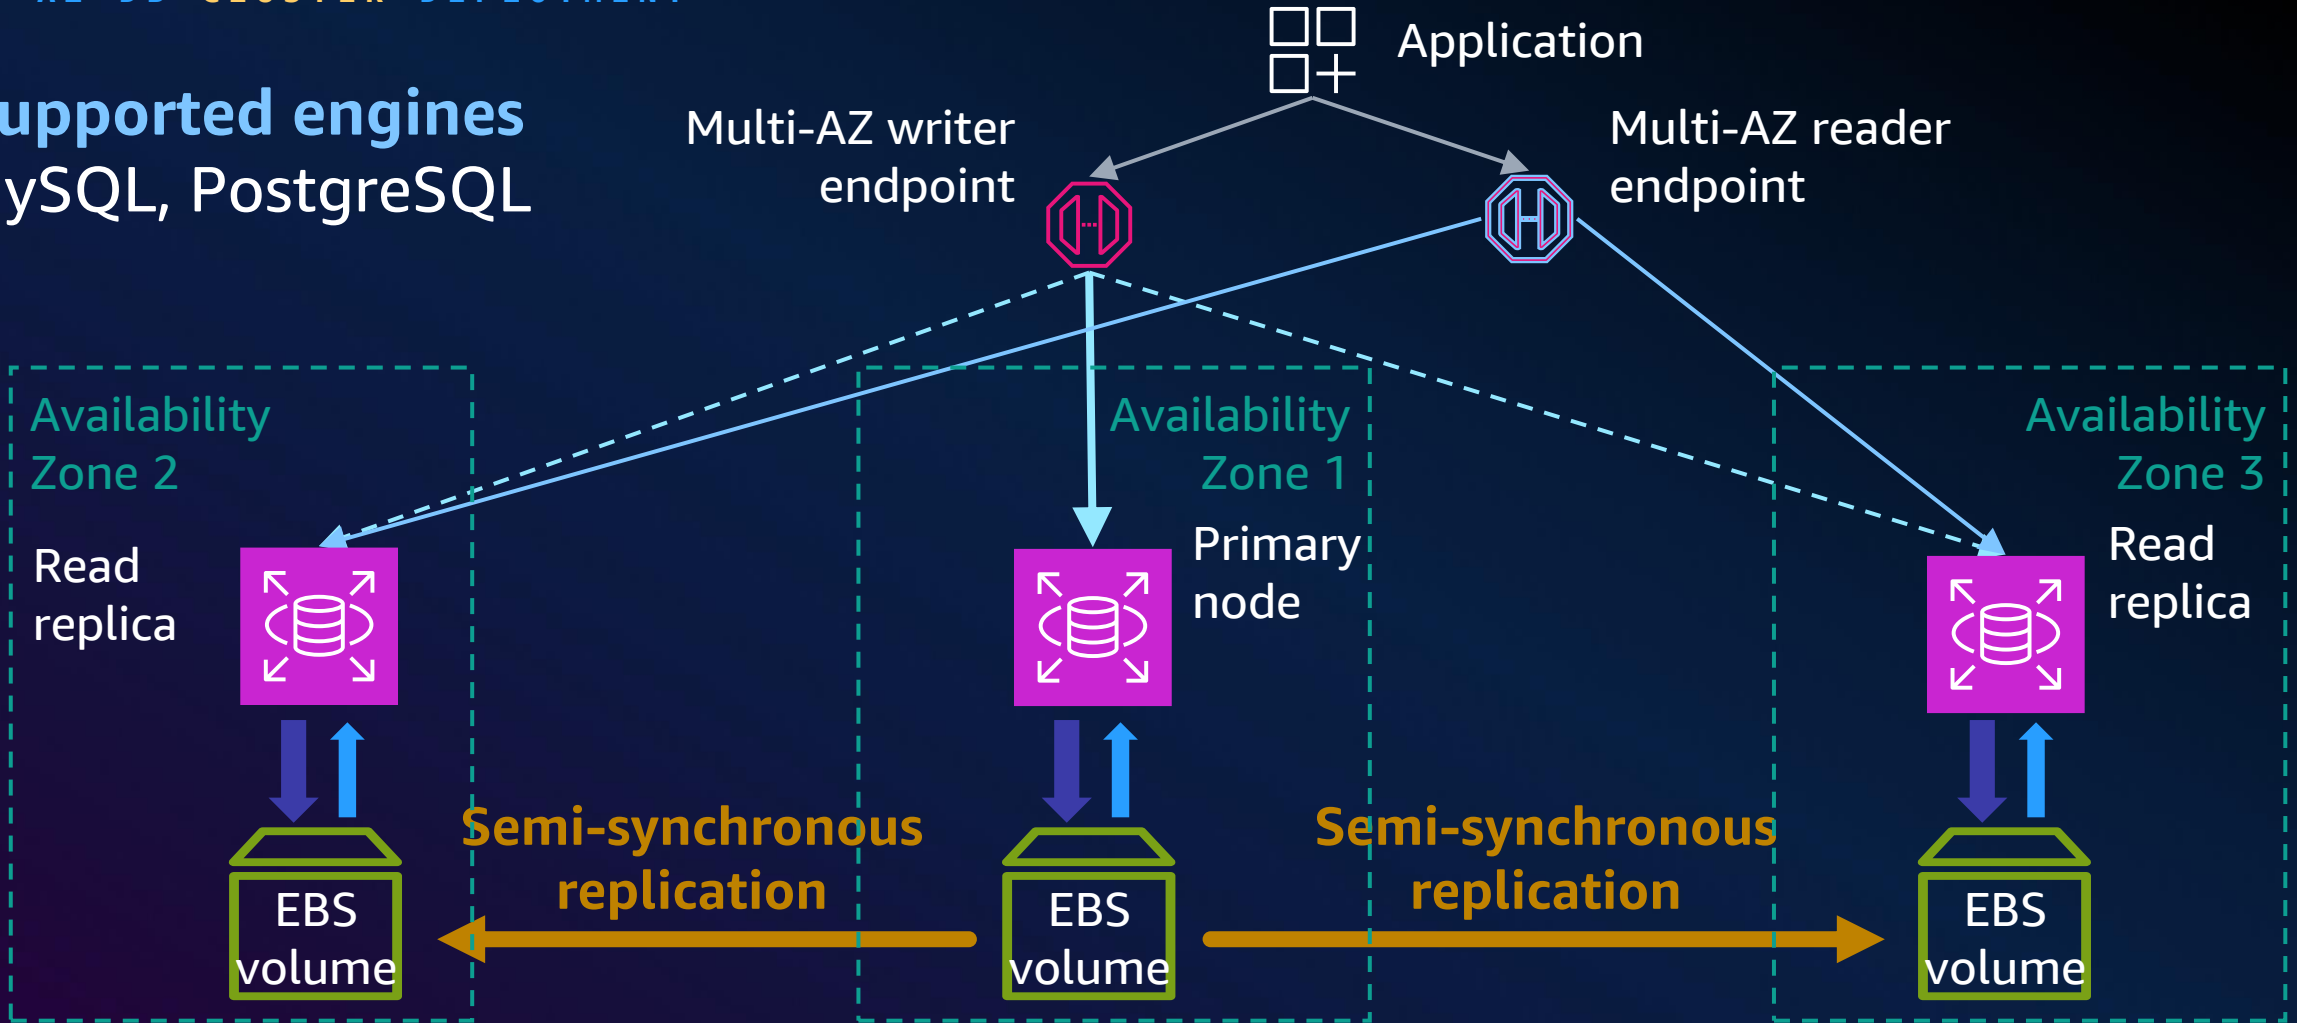 CLUSTER
upported engines
ySQL, PostgreSQL
Application
Multi-AZ writer
endpoint
Multi-AZ reader
endpoint
Availability
Zone 2
Read
replica
Availability
Zone 1
Primary
node
Availability
Zone 3
Read
replica
Semi-synchronous
replication
Semi-synchronous
replication
EBS
volume
EBS
volume
EBS
volume